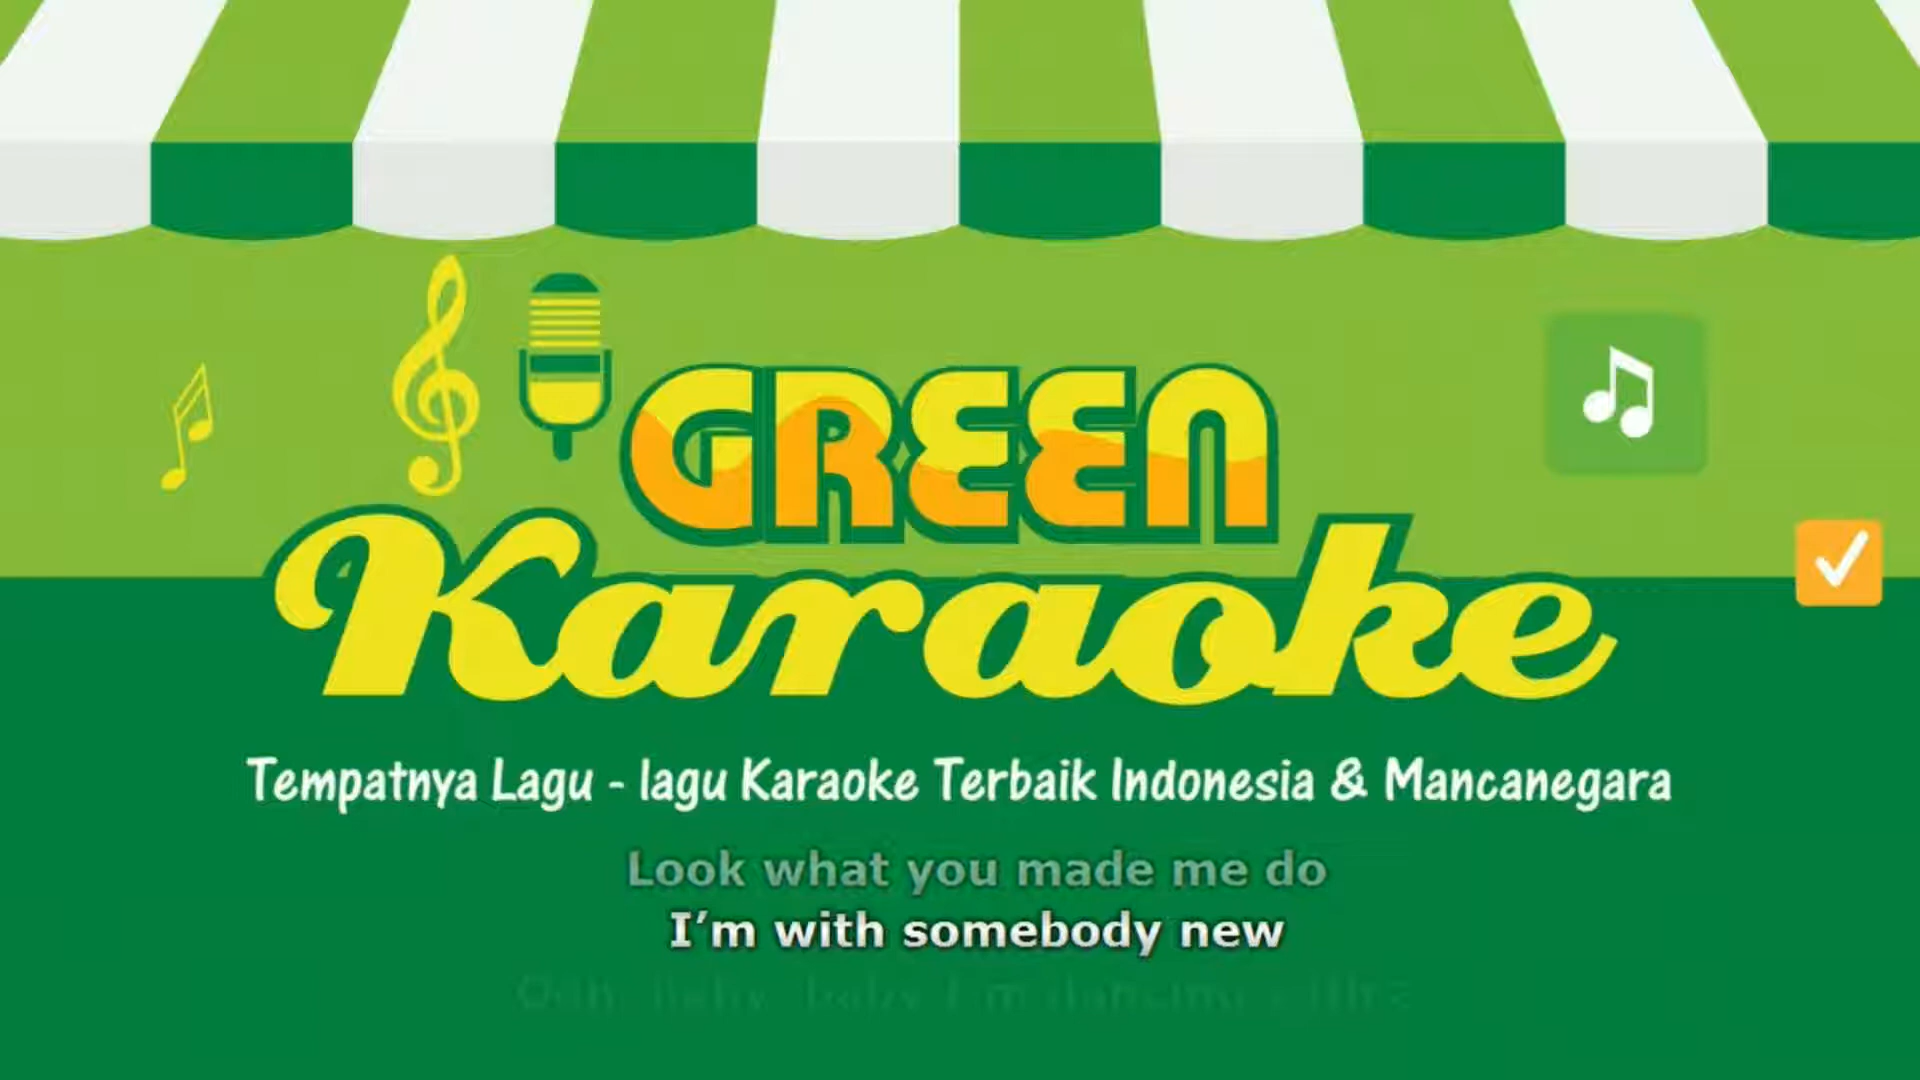 GREEN
Karaoke
Tempatnya Lagu - lagu Karaoke Terbaik Indonesia & Mancanegara
Look what you made me do
I’m with somebody new